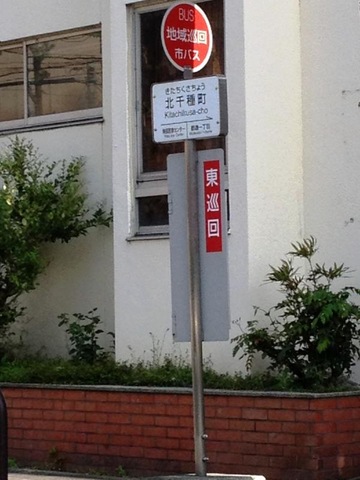 BUS
地域巡回
市バス
きたちくさちょう
北千種町
Kitachikusa-cho
東巡回